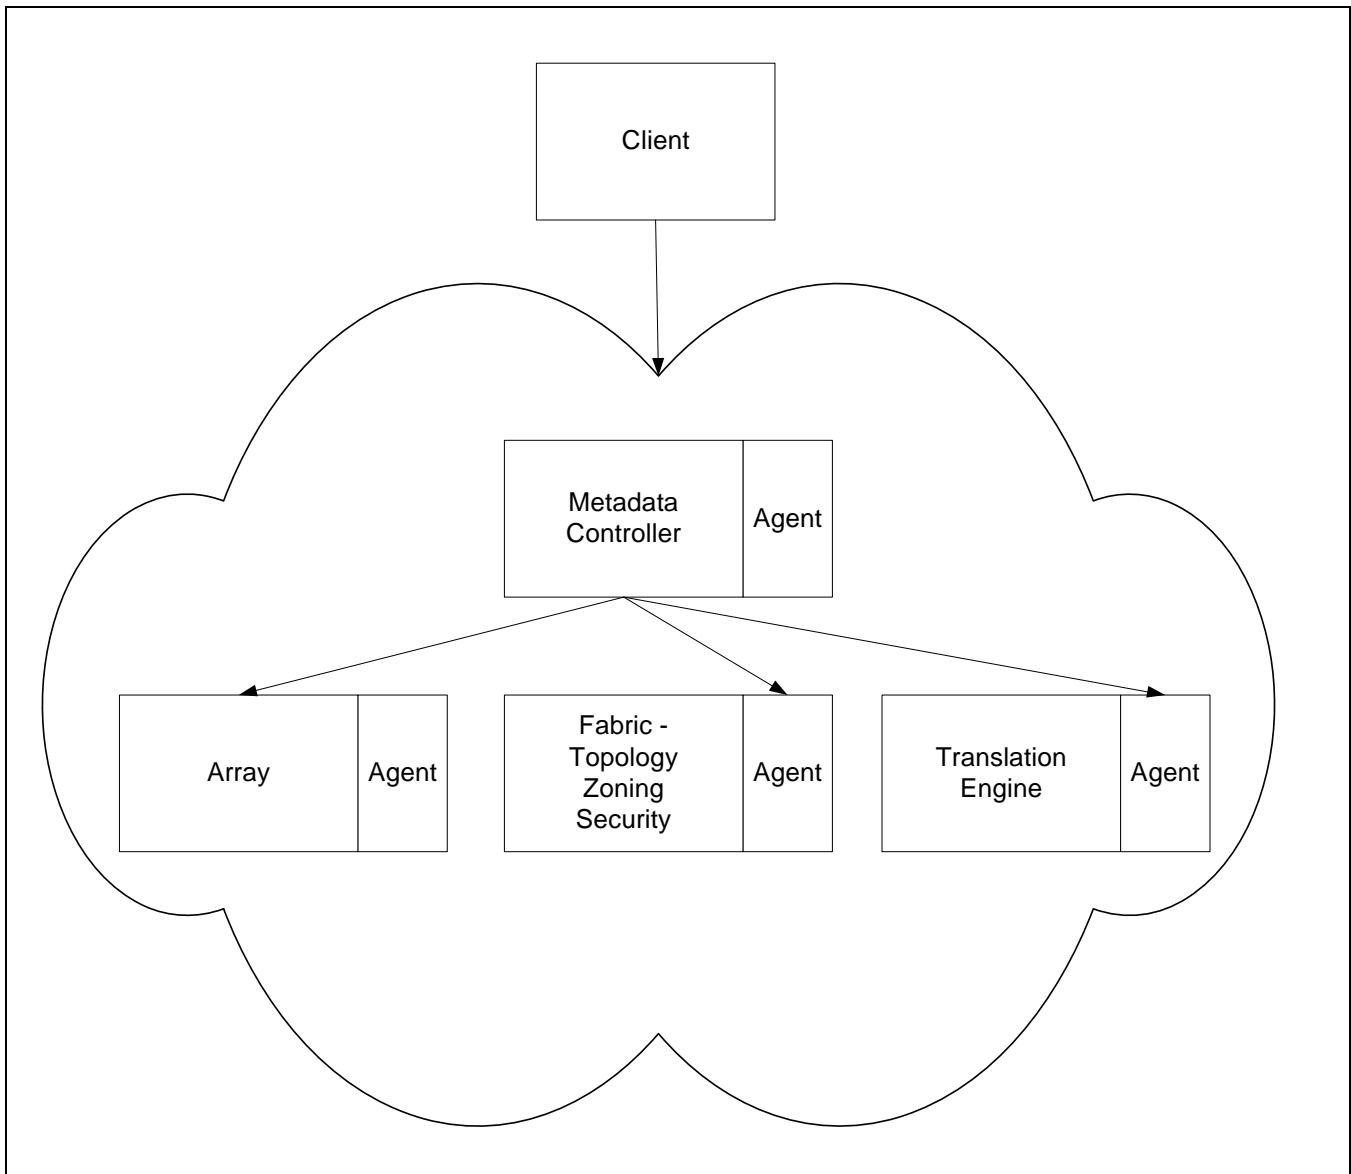 Client
Metadata
Controller
Agent
Array
Agent
Fabric -
Topology
Zoning
Security
Agent
Translation
Engine
Agent